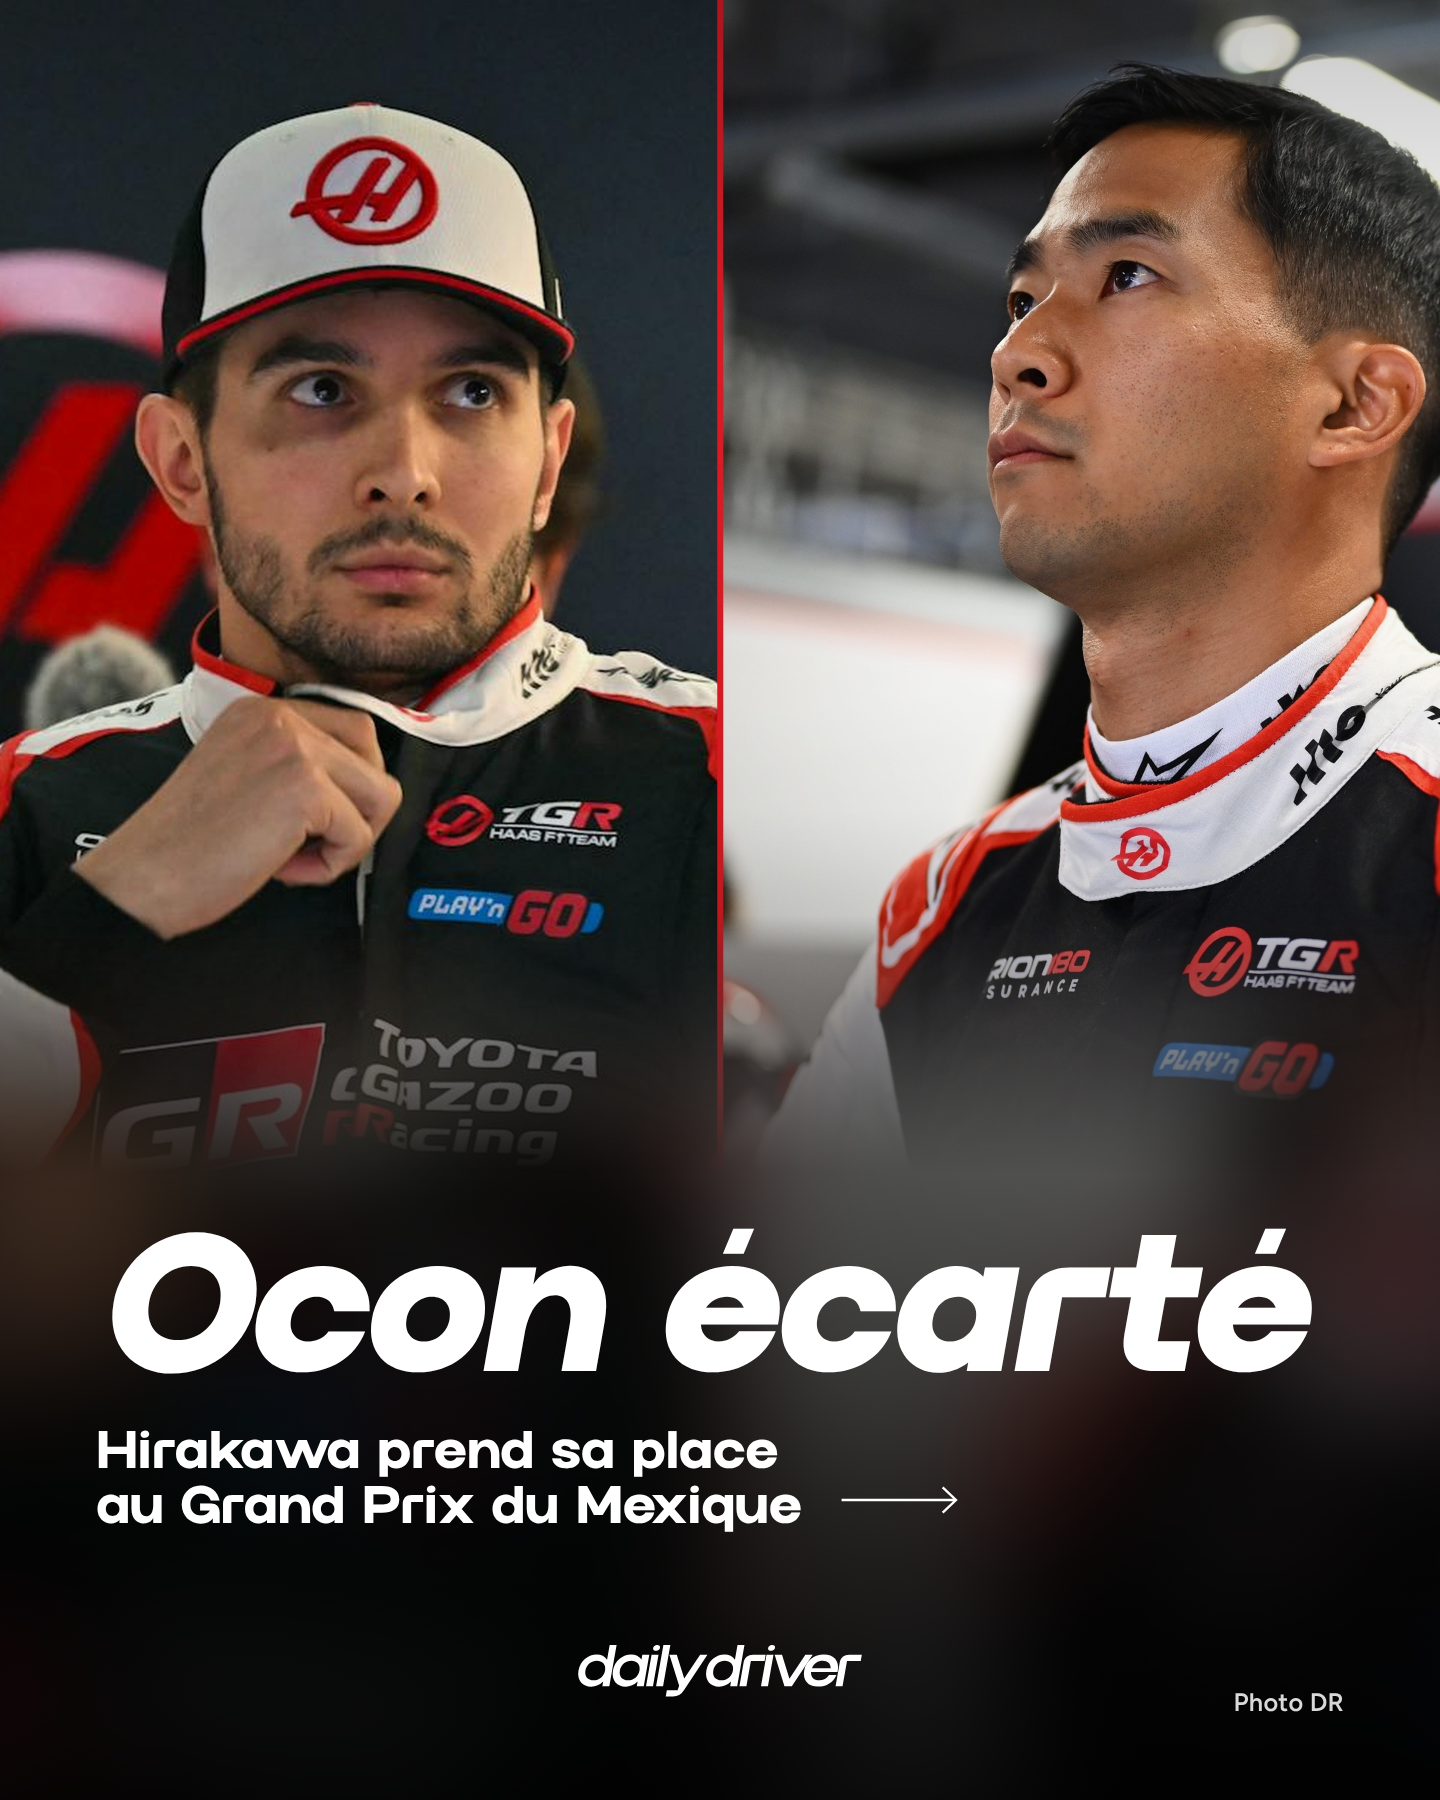 TGR
HAAS F1 TEAM
PLAY'n GO
TOYOTA
GAZOO
Racing
GR
TGR
HAAS F1 TEAM
PLAY'n GO
Ocon écarté
Hirakawa prend sa place
au Grand Prix du Mexique
dailydriver
Photo DR